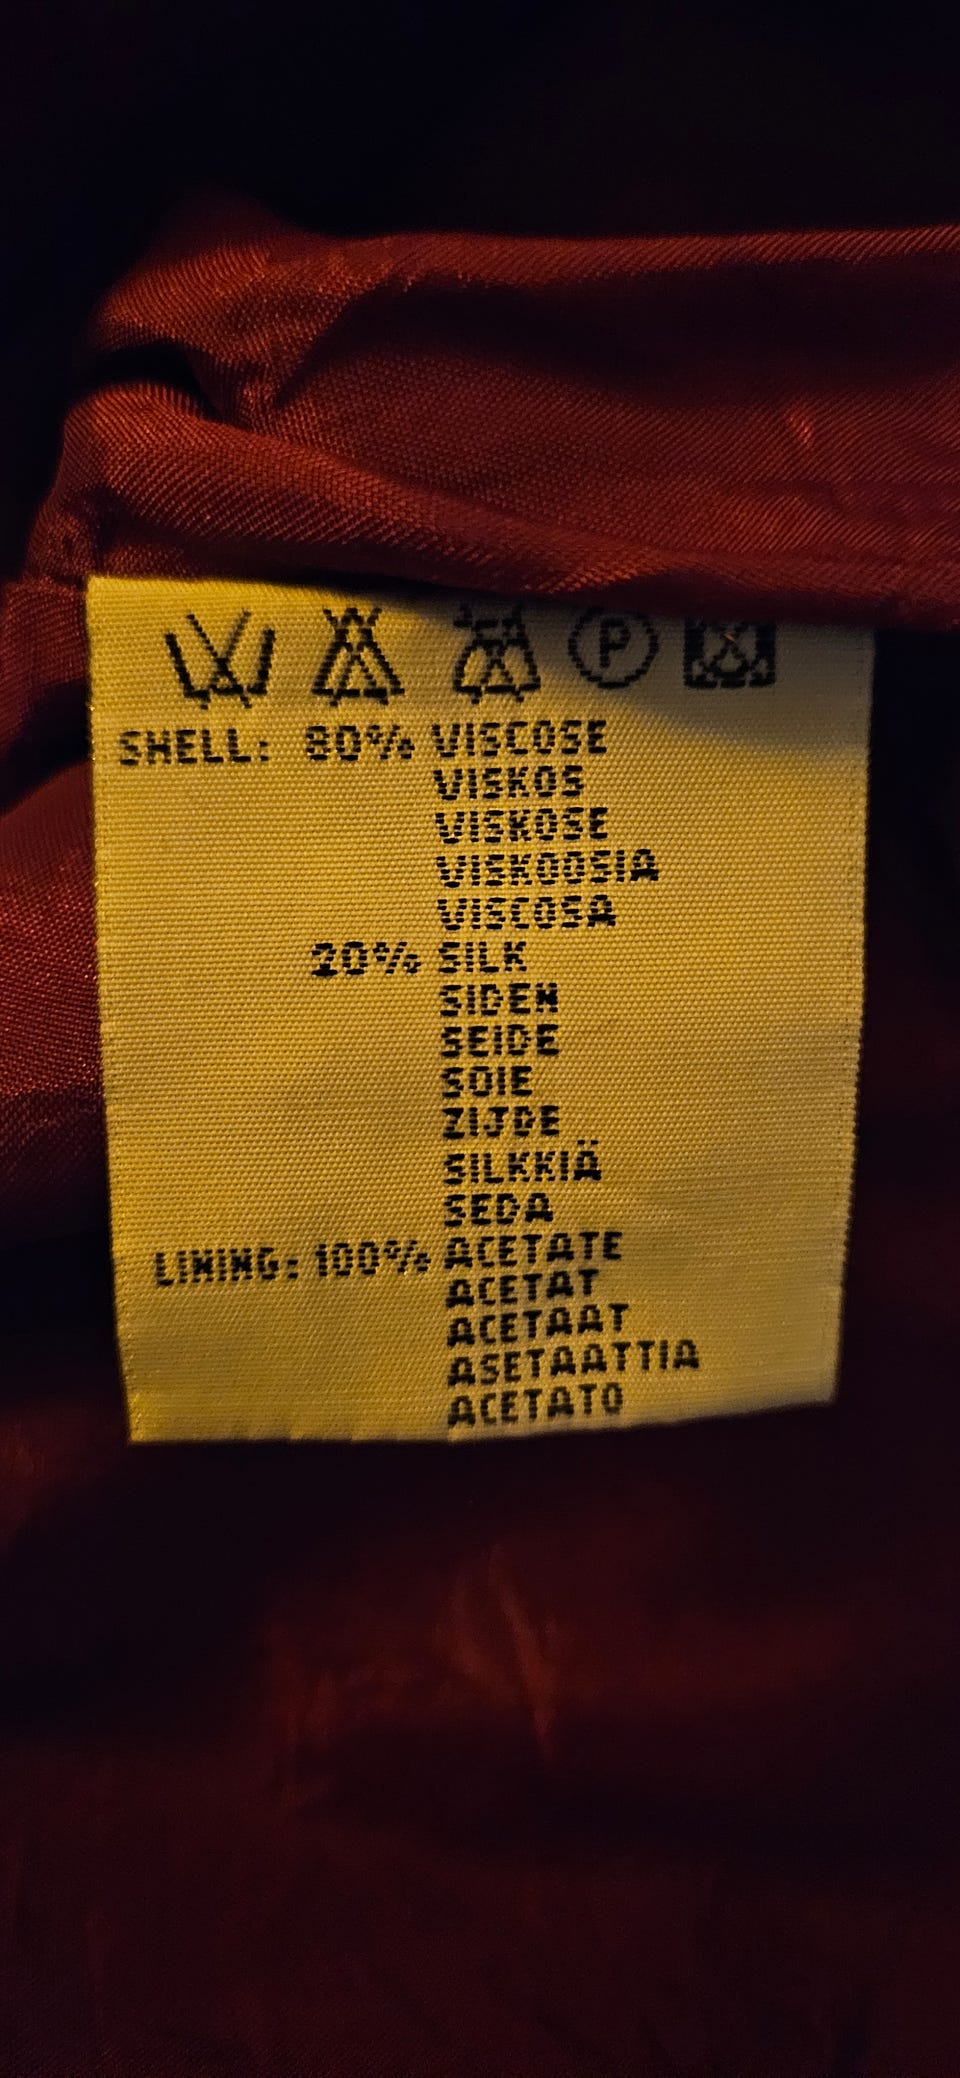 P
SHELL: 80% VISCOSE
VISKOS
VISKOSE
VISKOOSIA
VISCOSA
20% SILK
SIDEN
SEIDE
SOIE
ZIJDE
SILKKIÄ
SEDA
LINING: 100% ACETATE
ACETAT
ACETAAT
ASETAATTIA
ACETATO